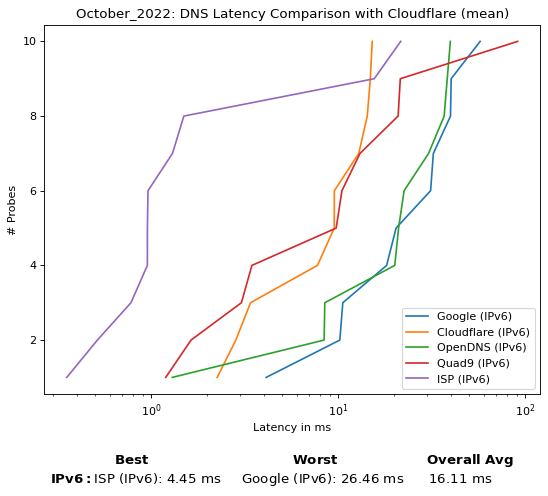 October_2022: DNS Latency Comparison with Cloudflare (mean)
# Probes
10
8
6
4
2
Google (IPv6)
Cloudflare (IPv6)
OpenDNS (IPv6)
Quad9 (IPv6)
ISP (IPv6)
10⁰ 10¹ 10²
Latency in ms
Best Worst Overall Avg
IPv6: ISP (IPv6): 4.45 ms Google (IPv6): 26.46 ms 16.11 ms